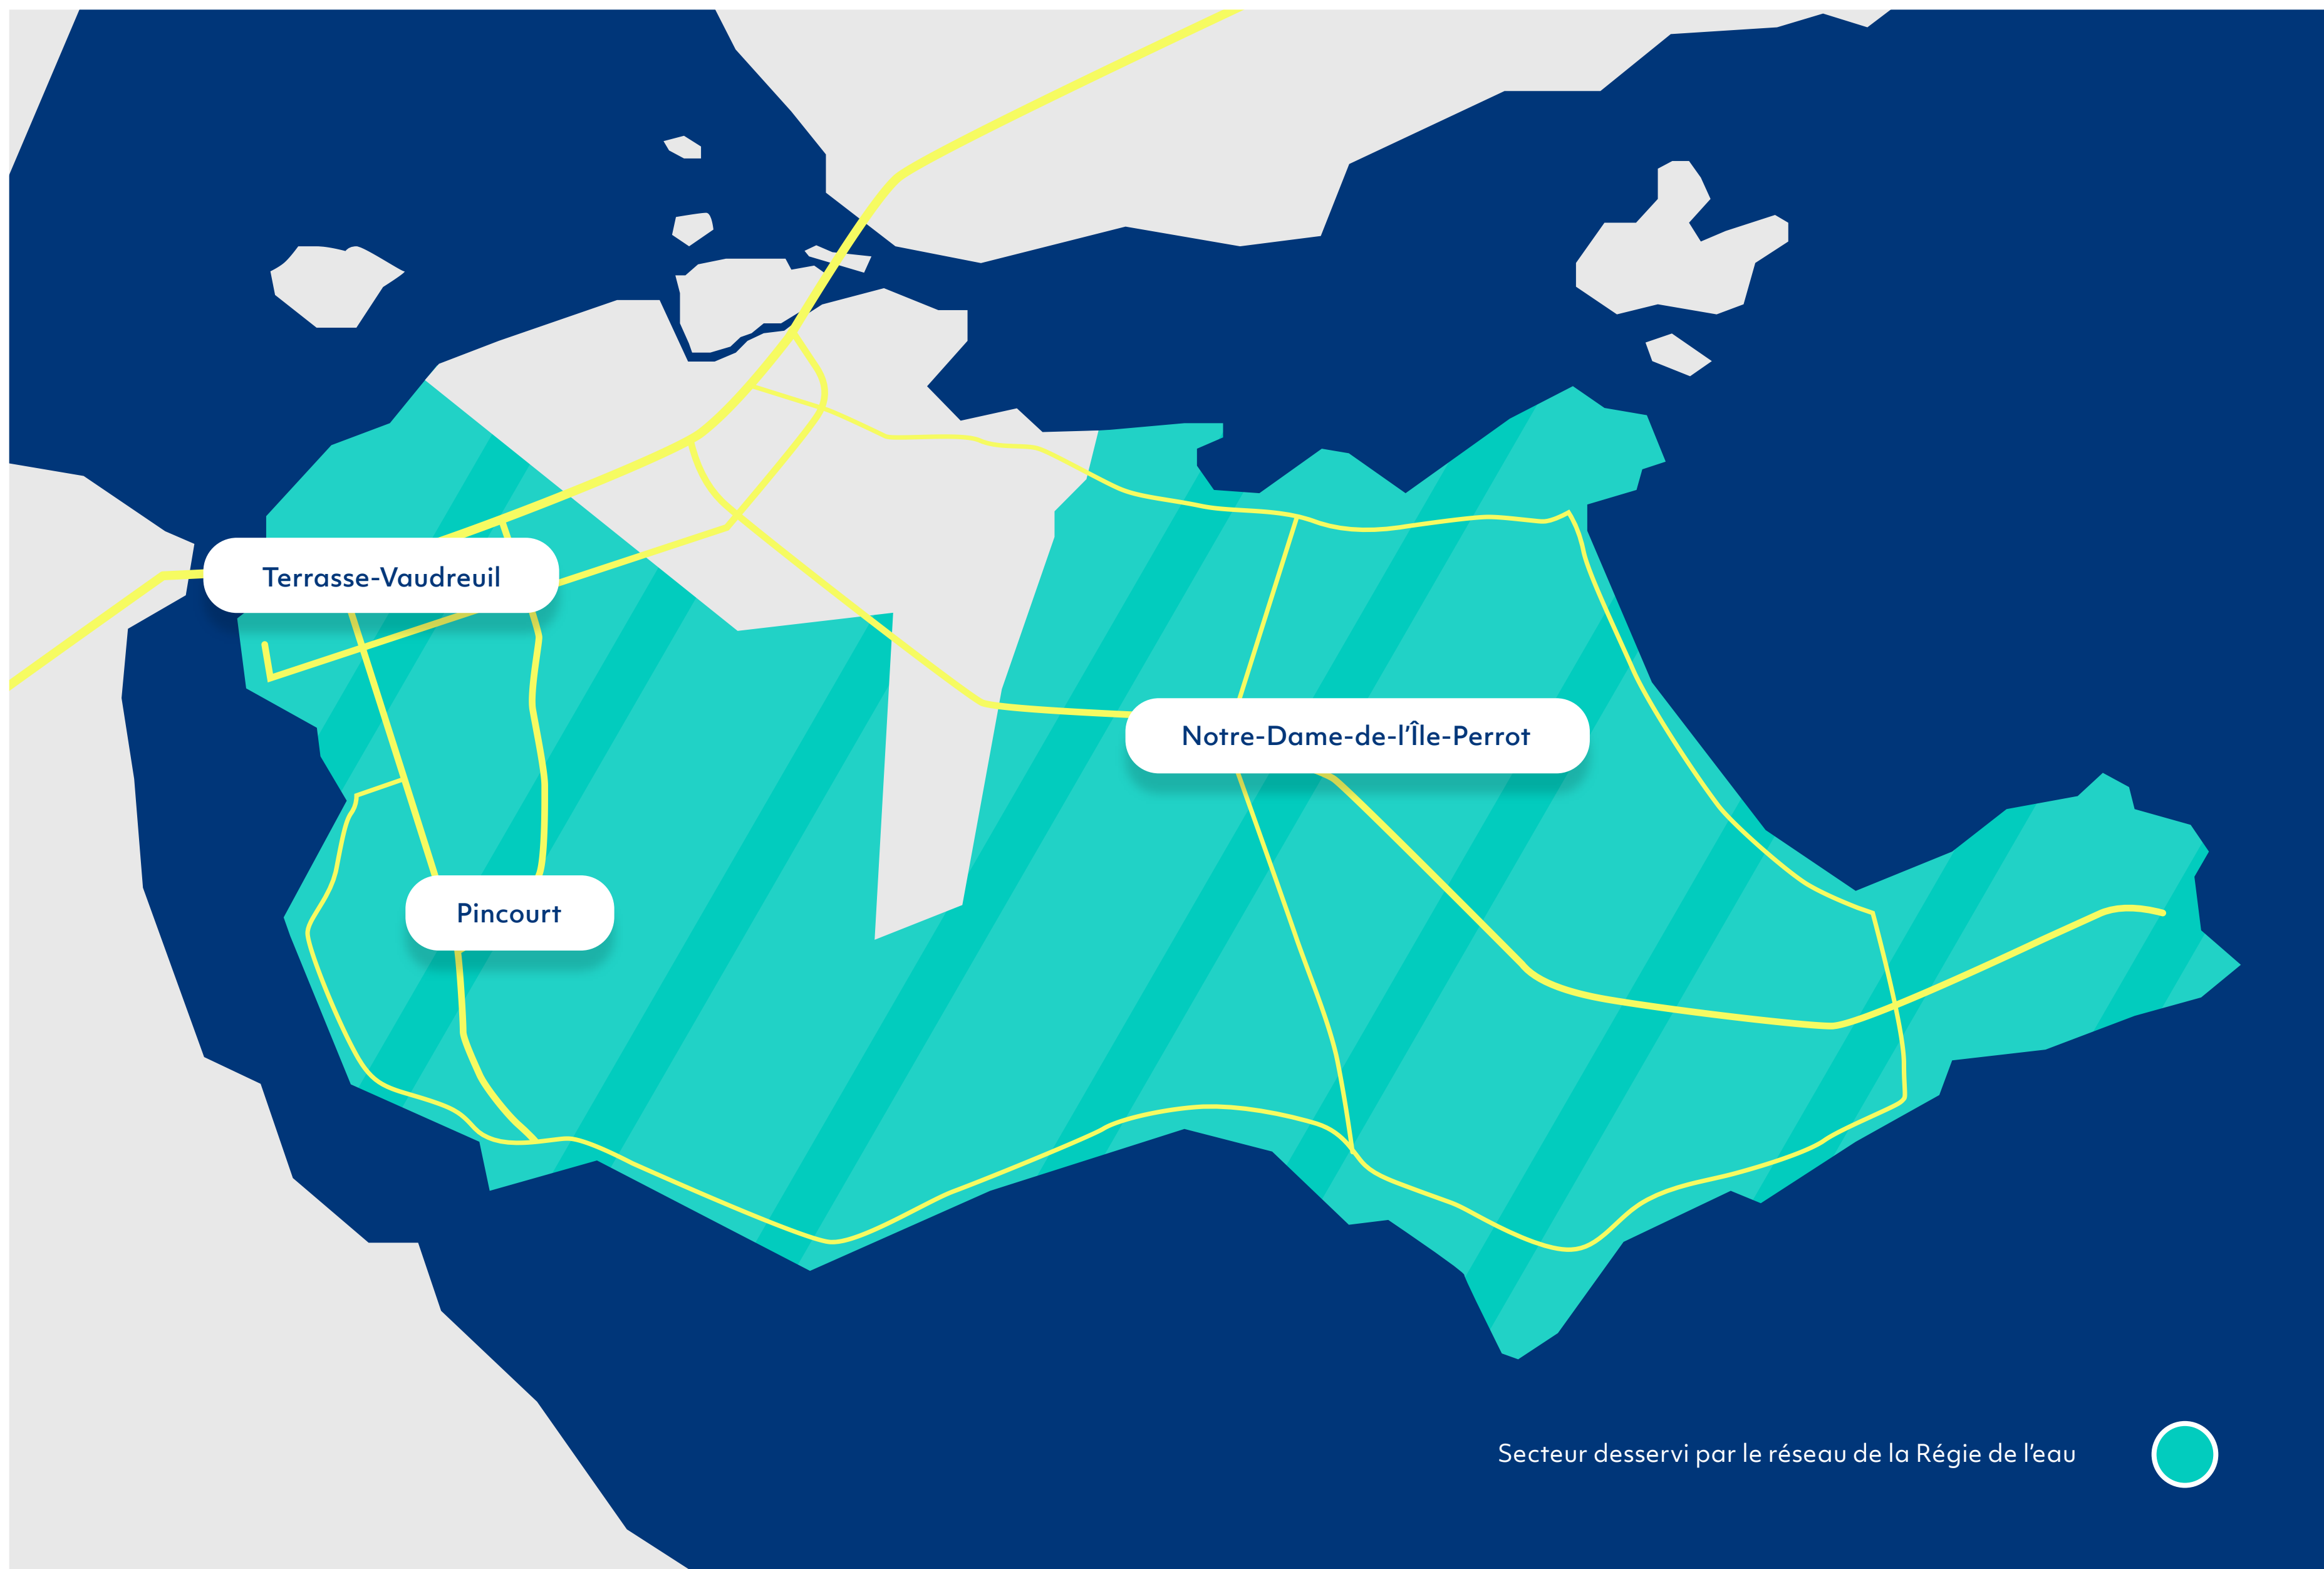 Terrasse-Vaudreuil
Notre-Dame-de-l’Île-Perrot
Pincourt
Secteur desservi par le réseau de la Régie de l’eau